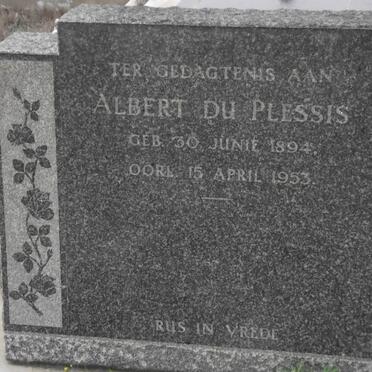 TER GEDAGTENIS AAN
ALBERT DU PLESSIS
GEB. 30 JUNIE 1894.
OORL. 15 APRIL 1953.
RUS IN VREDE